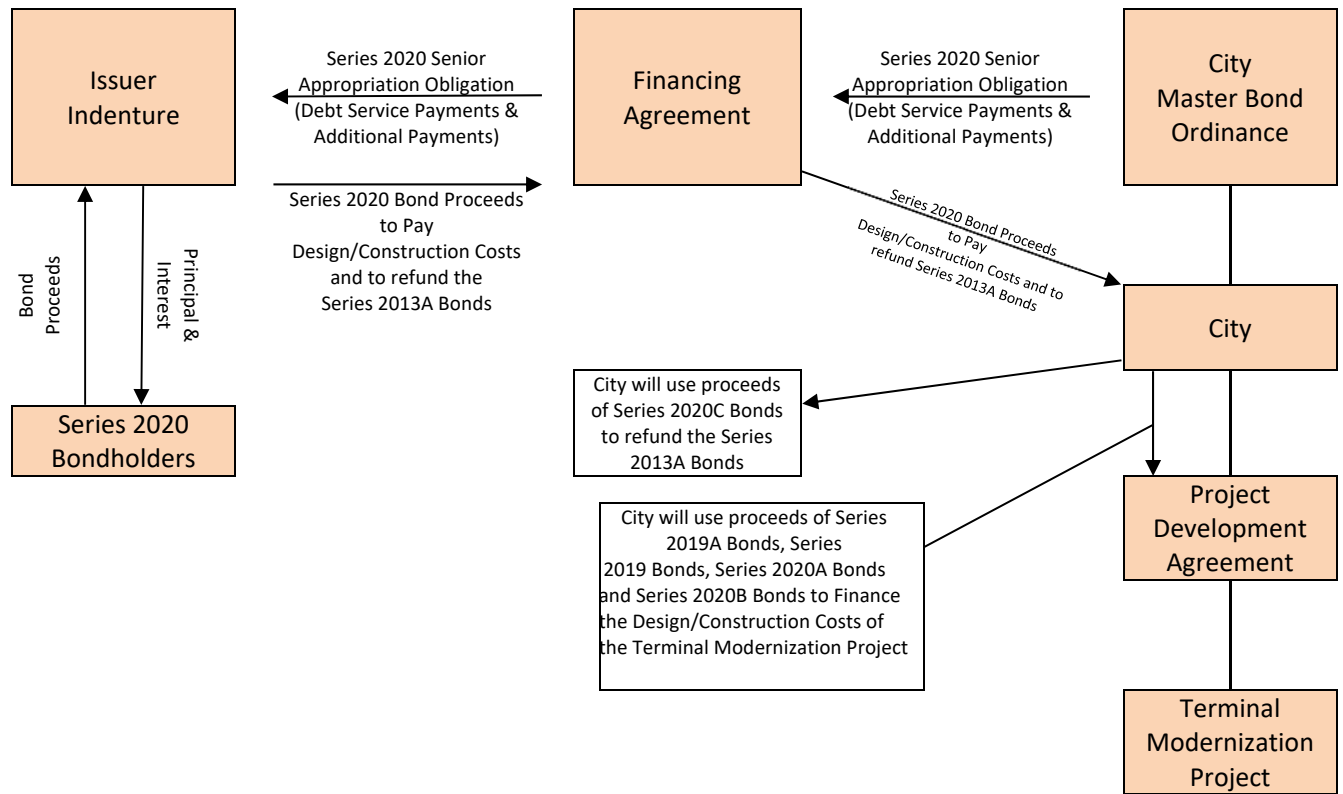 Issuer
Indenture
Series 2020 Senior
Appropriation Obligation
(Debt Service Payments &
Additional Payments)
Financing
Agreement
Series 2020 Senior
Appropriation Obligation
(Debt Service Payments &
Additional Payments)
City
Master Bond
Ordinance
Series 2020 Bond Proceeds
to Pay
Design/Construction Costs
and to refund the
Series 2013A Bonds
Series 2020 Bond Proceeds
to Pay
Design/Construction Costs and to
refund Series 2013A Bonds
Bond
Proceeds
Principal &
Interest
City
City will use proceeds
of Series 2020C Bonds
to refund the Series
2013A Bonds
Series 2020
Bondholders
City will use proceeds of Series
2019A Bonds, Series
2019 Bonds, Series 2020A Bonds
and Series 2020B Bonds to Finance
the Design/Construction Costs of
the Terminal Modernization Project
Project
Development
Agreement
Terminal
Modernization
Project